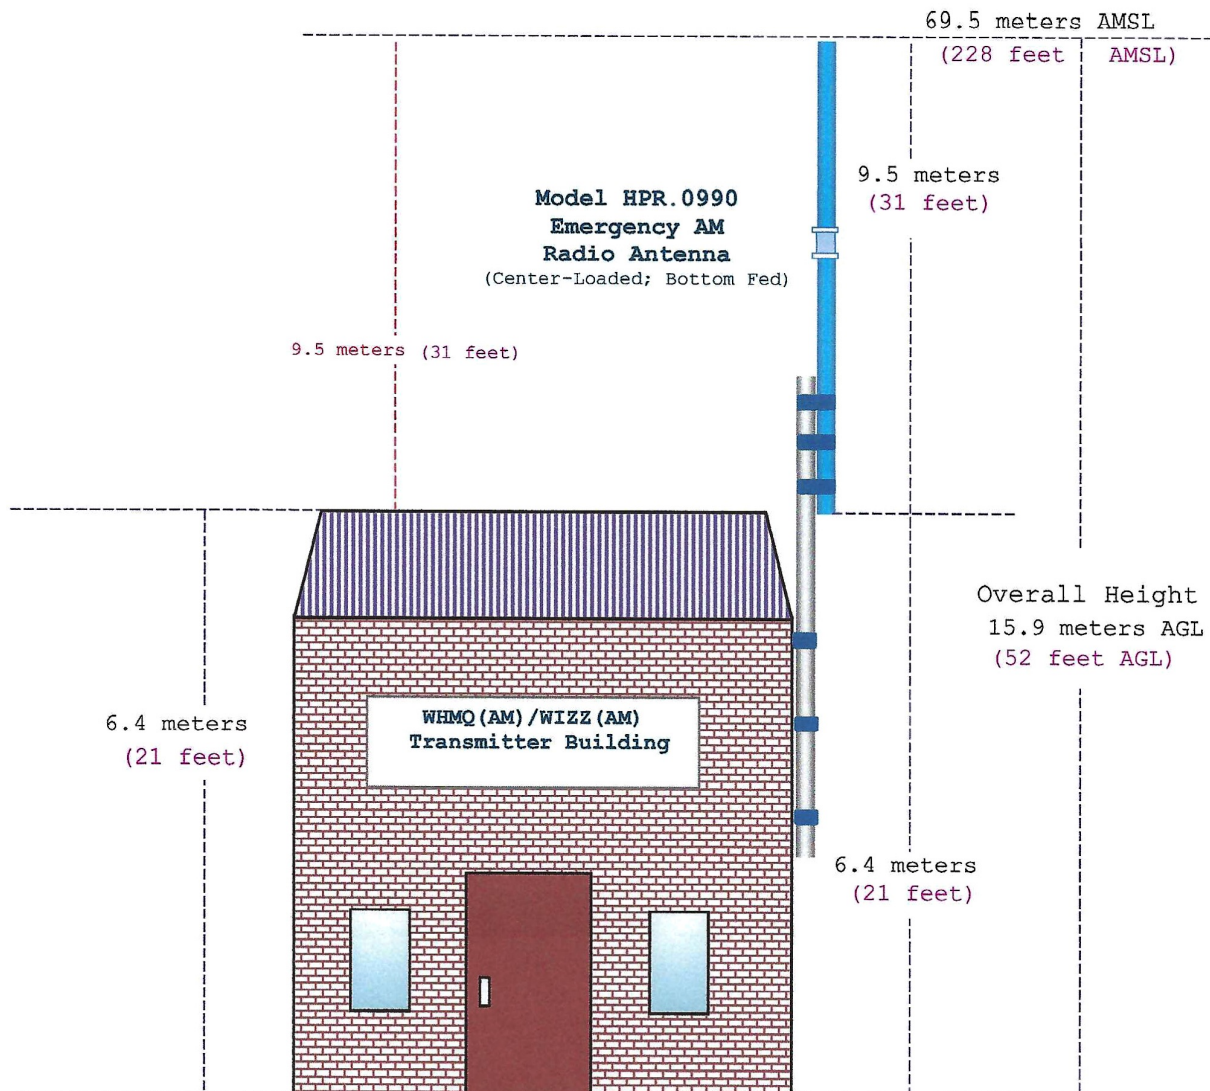 69.5 meters AMSL
(228 feet AMSL)
9.5 meters
(31 feet)
Model HPR.0990
Emergency AM
Radio Antenna
(Center-Loaded; Bottom Fed)
9.5 meters (31 feet)
Overall Height
15.9 meters AGL
(52 feet AGL)
6.4 meters
(21 feet)
WHMQ(AM)/WIZZ(AM)
Transmitter Building
6.4 meters
(21 feet)